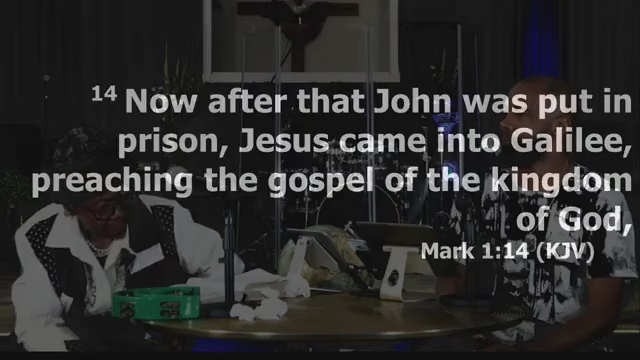 14 Now after that John was put in
prison, Jesus came into Galilee,
preaching the gospel of the kingdom
of God,
Mark 1:14 (KJV)